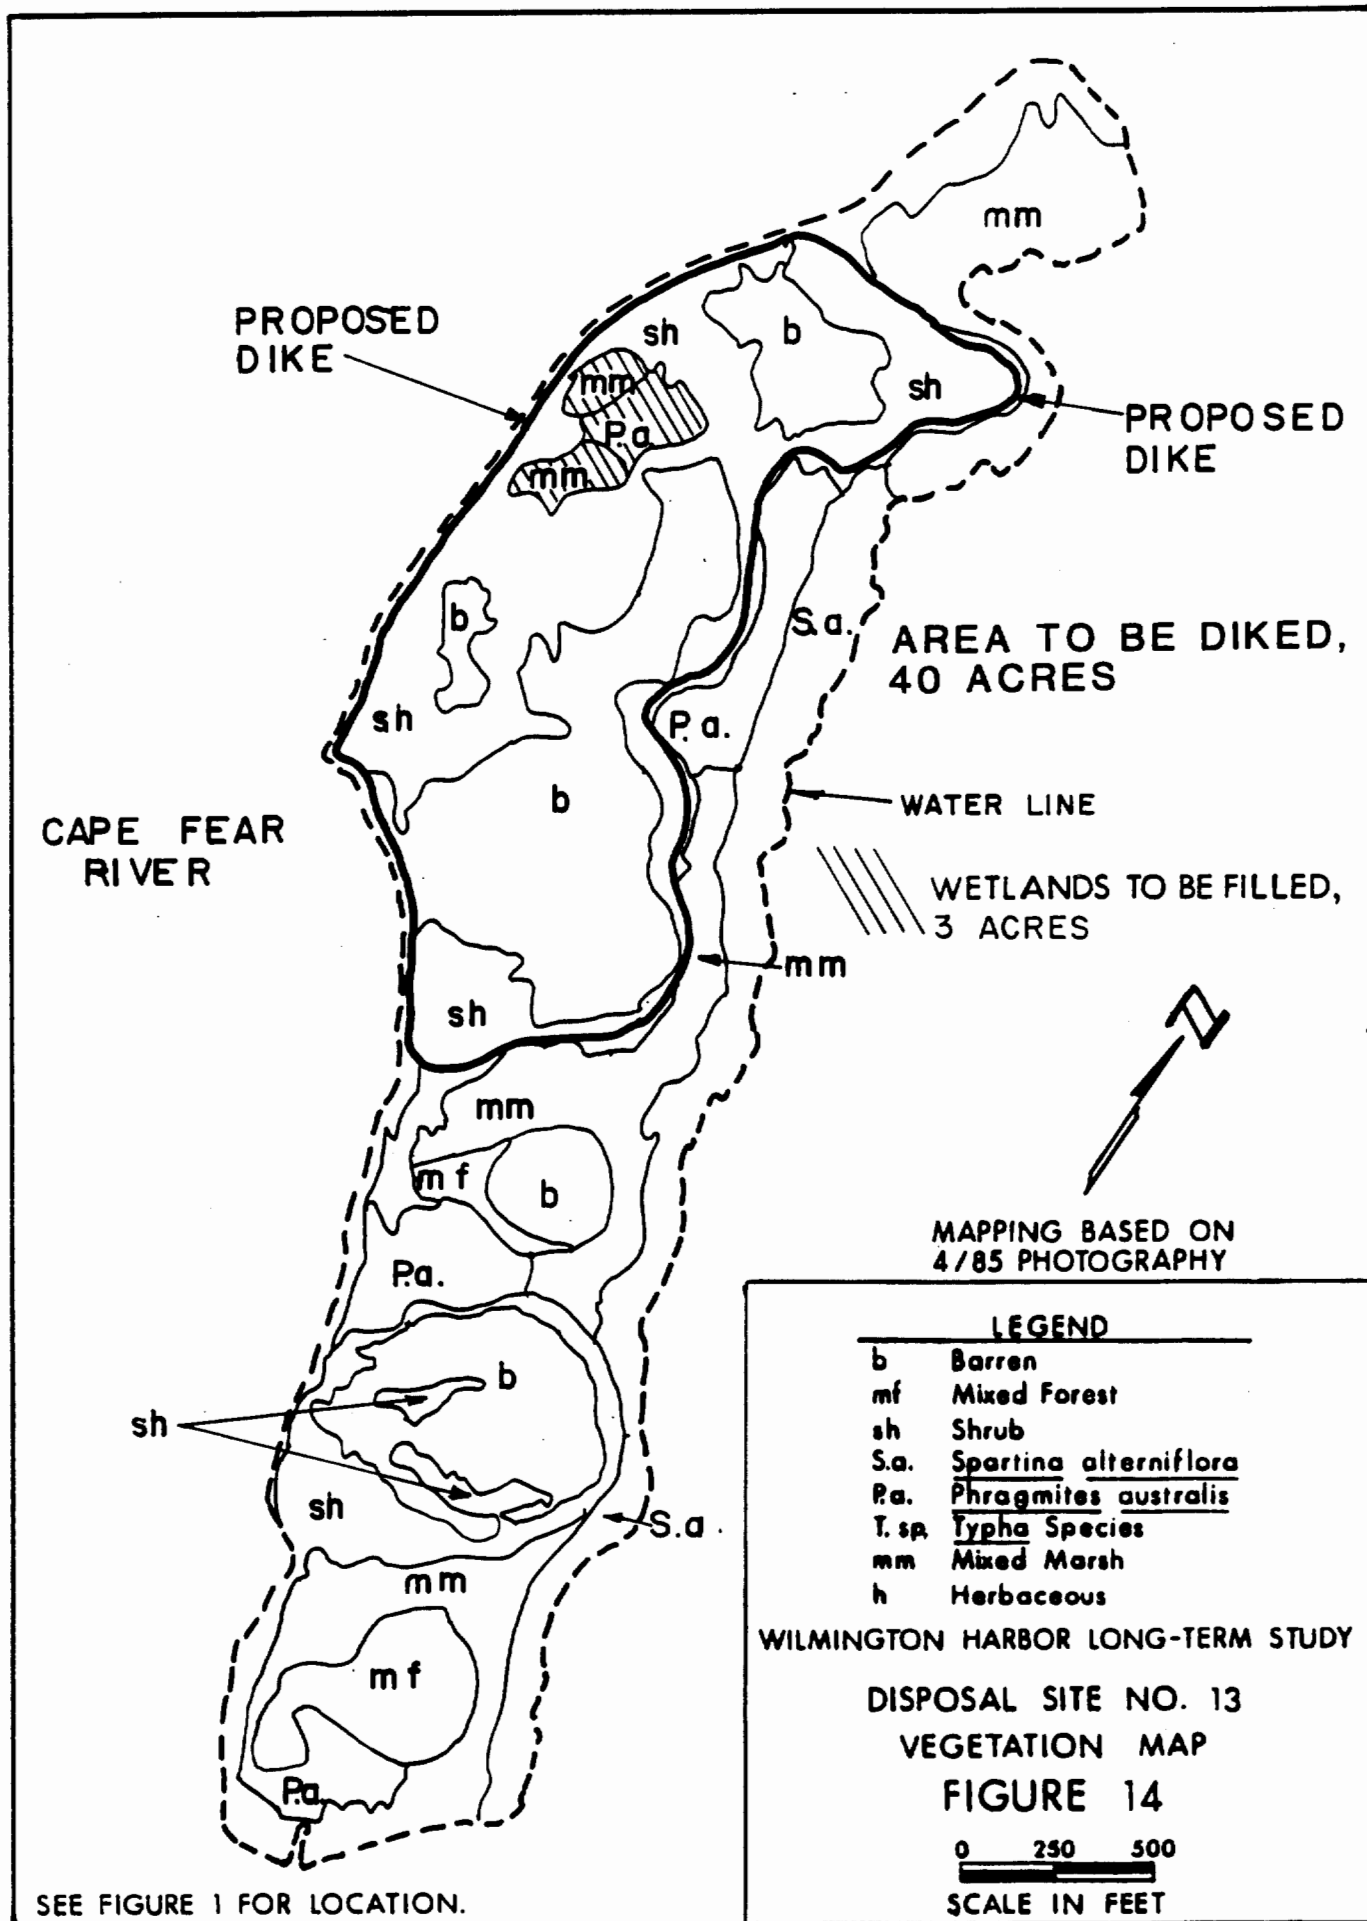 mm
PROPOSED
DIKE
sh
b
mm
sh
P.a
PROPOSED
DIKE
mm
b
S.a.
AREA TO BE DIKED,
40 ACRES
sh
P.a.
b
WATER LINE
CAPE FEAR
RIVER
WETLANDS TO BE FILLED,
3 ACRES
mm
sh
N
mm
mf
b
MAPPING BASED ON
4/85 PHOTOGRAPHY
P.a.
b
sh
sh
S.a.
mm
mf
P.a.
LEGEND
b Barren
mf Mixed Forest
sh Shrub
S.a. Spartina alterniflora
P.a. Phragmites australis
T. sp. Typha Species
mm Mixed Marsh
h Herbaceous
WILMINGTON HARBOR LONG-TERM STUDY
DISPOSAL SITE NO. 13
VEGETATION MAP
FIGURE 14
0 250 500
SCALE IN FEET
SEE FIGURE 1 FOR LOCATION.